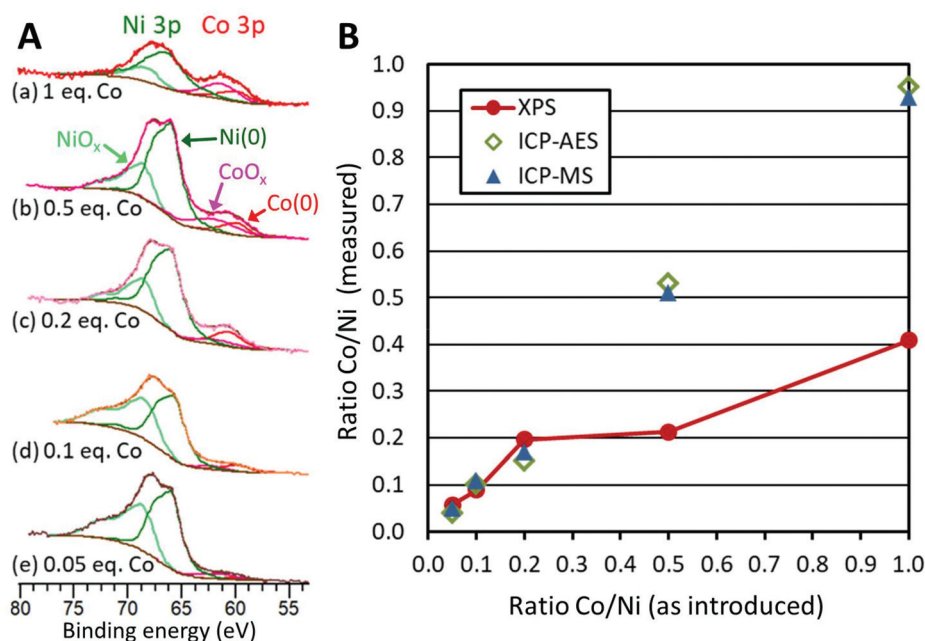 A
Ni 3p Co 3p
(a) 1 eq. Co
NiOx
Ni(0)
CoOx
Co(0)
(b) 0.5 eq. Co
(c) 0.2 eq. Co
(d) 0.1 eq. Co
(e) 0.05 eq. Co
80 75 70 65 60 55
Binding energy (eV)
B
Ratio Co/Ni (measured)
1.0
0.9
0.8
0.7
0.6
0.5
0.4
0.3
0.2
0.1
0.0
XPS
ICP-AES
ICP-MS
0.0 0.1 0.2 0.3 0.4 0.5 0.6 0.7 0.8 0.9 1.0
Ratio Co/Ni (as introduced)